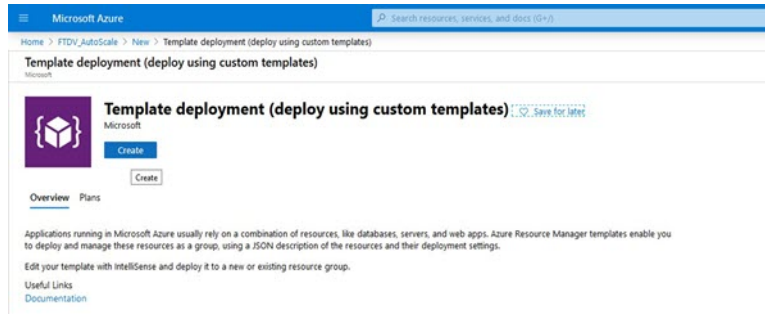 Microsoft Azure
Search resources, services, and docs (G+/)
Home > FTDV_AutoScale > New > Template deployment (deploy using custom templates)
Template deployment (deploy using custom templates)
Microsoft
Template deployment (deploy using custom templates)
Save for later
Microsoft
Create
Create
Overview Plans
Applications running in Microsoft Azure usually rely on a combination of resources, like databases, servers, and web apps. Azure Resource Manager templates enable you
to deploy and manage these resources as a group, using a JSON description of the resources and their deployment settings.
Edit your template with IntelliSense and deploy it to a new or existing resource group.
Useful Links
Documentation